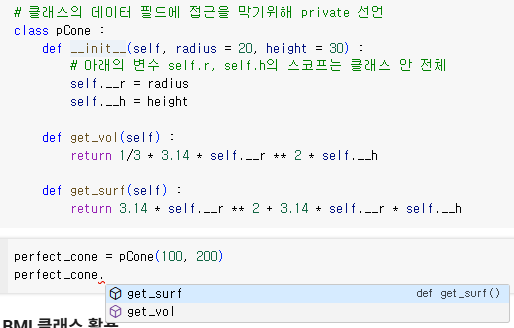 # 클래스의 데이터 필드에 접근을 막기위해 private 선언
class pCone :
    def __init__(self, radius = 20, height = 30) :
        # 아래의 변수 self.r, self.h의 스코프는 클래스 안 전체
        self.__r = radius
        self.__h = height
    def get_vol(self) :
        return 1/3 * 3.14 * self.__r ** 2 * self.__h
    def get_surf(self) :
        return 3.14 * self.__r ** 2 + 3.14 * self.__r * self.__h
perfect_cone = pCone(100, 200)
perfect_cone.
get_surf def get_surf()
get_vol
BMI 클래스 활용